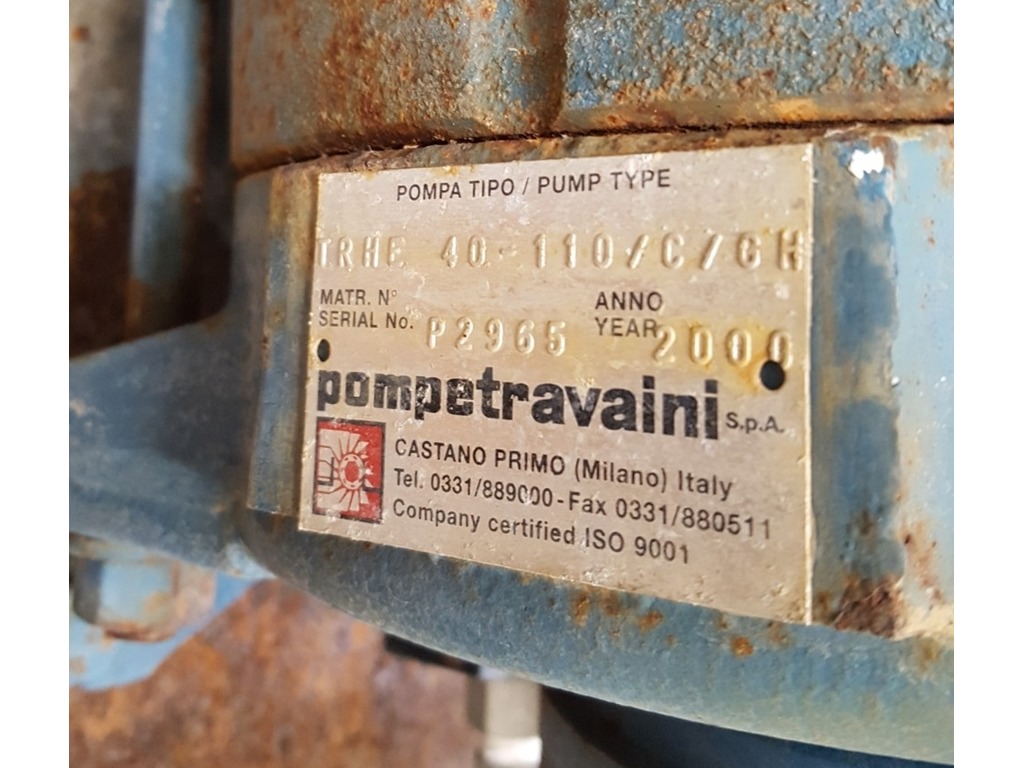 POMPA TIPO / PUMP TYPE
TRHE 40-110/C/GH
MATR. N° ANNO
SERIAL No. P2965 YEAR 2000
pompetravaini S.p.A.
CASTANO PRIMO (Milano) Italy
Tel. 0331/889000 - Fax 0331/880511
Company certified ISO 9001